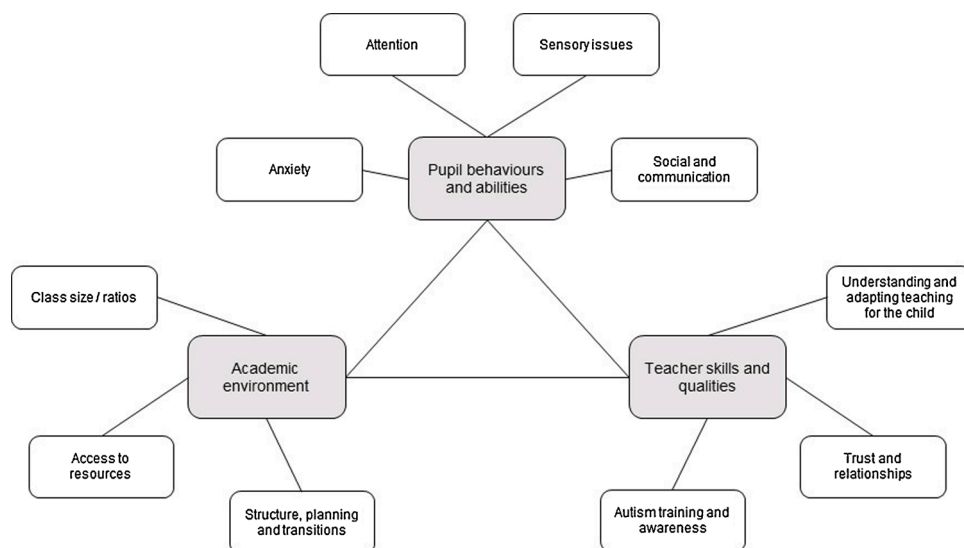 Attention
Sensory issues
Anxiety
Pupil behaviours
and abilities
Social and
communication
Class size / ratios
Understanding and
adapting teaching
for the child
Academic
environment
Teacher skills and
qualities
Access to
resources
Trust and
relationships
Structure, planning
and transitions
Autism training and
awareness